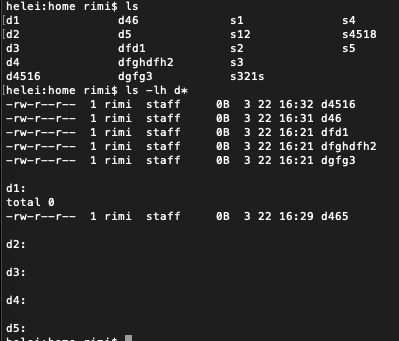 helei:home rimi$ ls
d1 d46 s1 s4
d2 d5 s12 s4518
d3 dfd1 s2 s5
d4 dfghdfh2 s3
d4516 dgfg3 s321s
helei:home rimi$ ls -lh d*
-rw-r--r-- 1 rimi staff 0B 3 22 16:32 d4516
-rw-r--r-- 1 rimi staff 0B 3 22 16:31 d46
-rw-r--r-- 1 rimi staff 0B 3 22 16:21 dfd1
-rw-r--r-- 1 rimi staff 0B 3 22 16:21 dfghdfh2
-rw-r--r-- 1 rimi staff 0B 3 22 16:21 dgfg3
d1:
total 0
-rw-r--r-- 1 rimi staff 0B 3 22 16:29 d465
d2:
d3:
d4:
d5:
helei:home rimi$